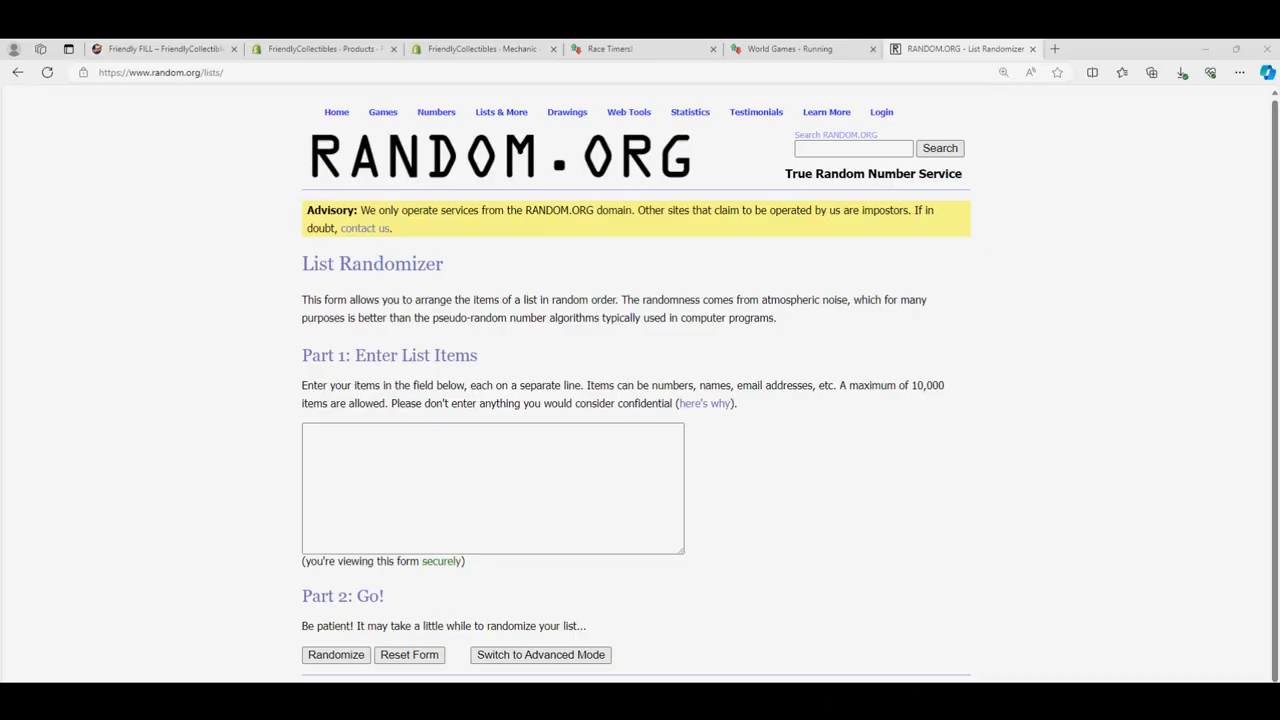 Friendly FILL – FriendlyCollectibl
FriendlyCollectibles - Products - F
FriendlyCollectibles - Mechanic -
Race Timers!
World Games - Running
RANDOM.ORG - List Randomizer
https://www.random.org/lists/
Home Games Numbers Lists & More Drawings Web Tools Statistics Testimonials Learn More Login
RANDOM.ORG
Search RANDOM.ORG
Search
True Random Number Service
Advisory: We only operate services from the RANDOM.ORG domain. Other sites that claim to be operated by us are impostors. If in
doubt, contact us.
List Randomizer
This form allows you to arrange the items of a list in random order. The randomness comes from atmospheric noise, which for many
purposes is better than the pseudo-random number algorithms typically used in computer programs.
Part 1: Enter List Items
Enter your items in the field below, each on a separate line. Items can be numbers, names, email addresses, etc. A maximum of 10,000
items are allowed. Please don't enter anything you would consider confidential (here's why).
(you're viewing this form securely)
Part 2: Go!
Be patient! It may take a little while to randomize your list...
Randomize Reset Form Switch to Advanced Mode